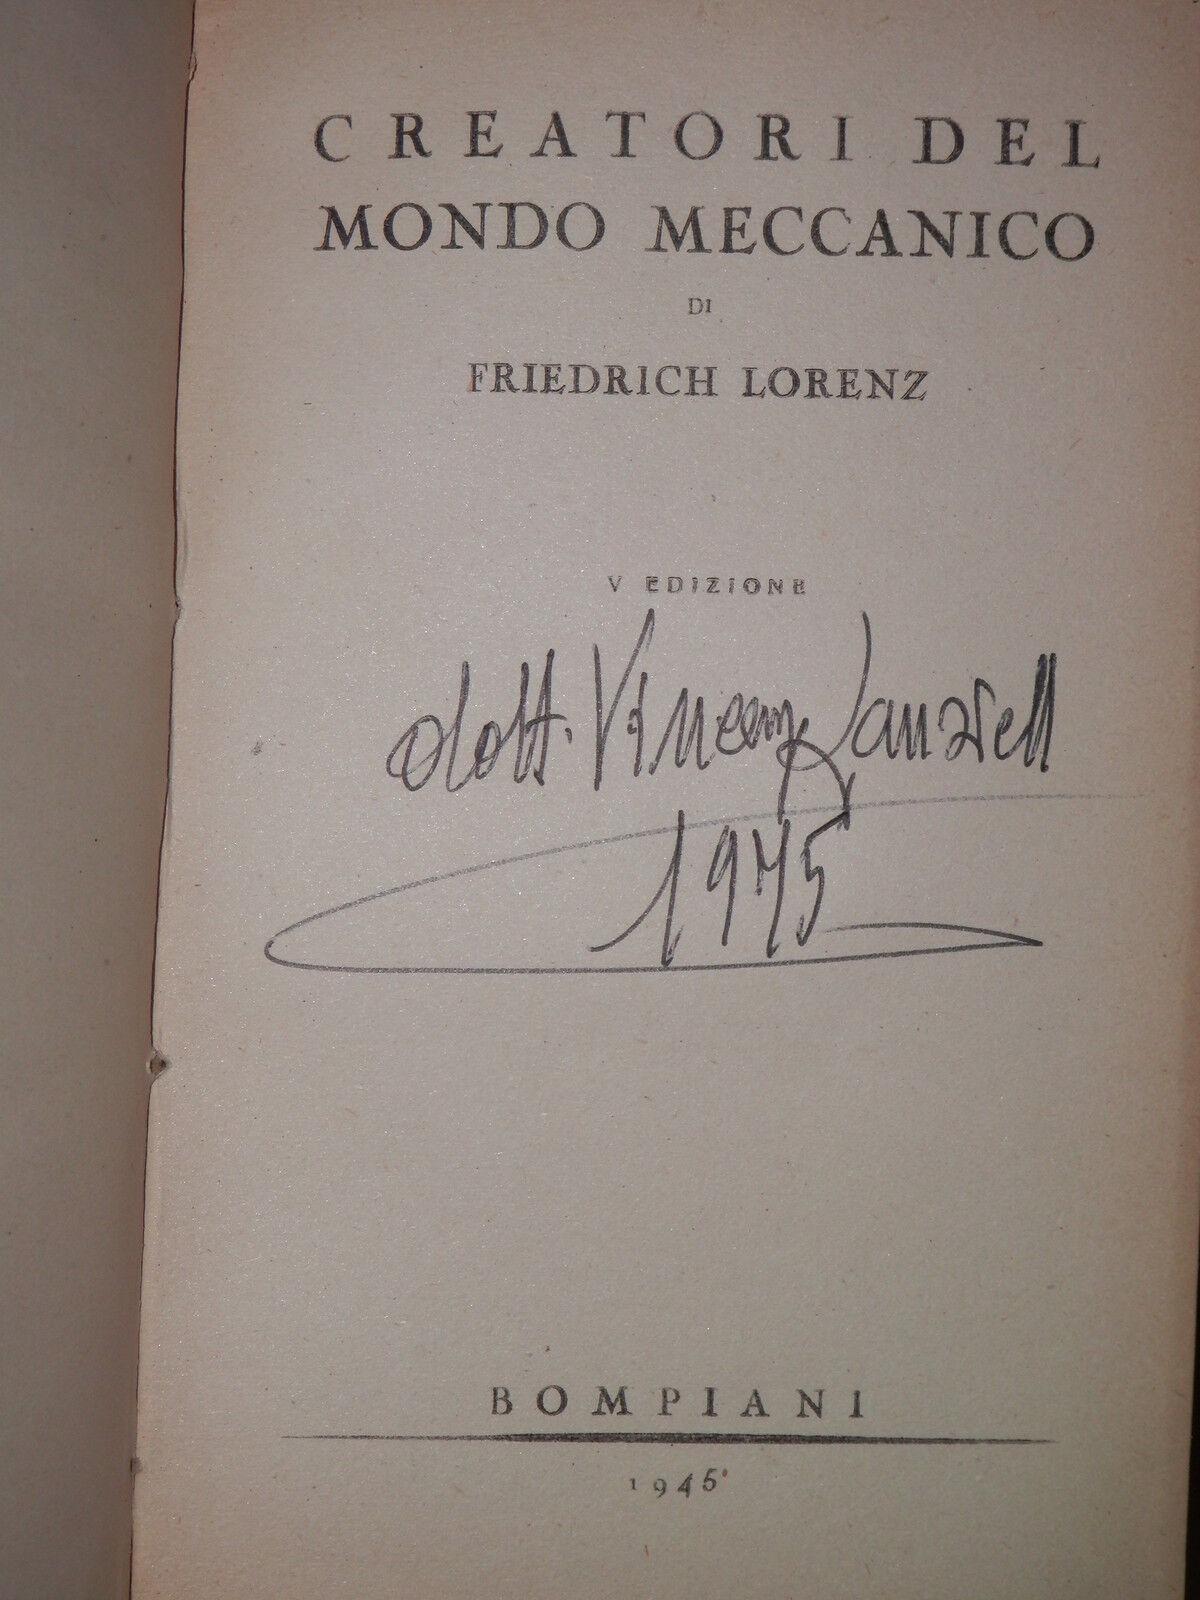 CREATORI DEL
MONDO MECCANICO
DI
FRIEDRICH LORENZ
V EDIZIONE
dott.
1945
BOMPIANI
1945